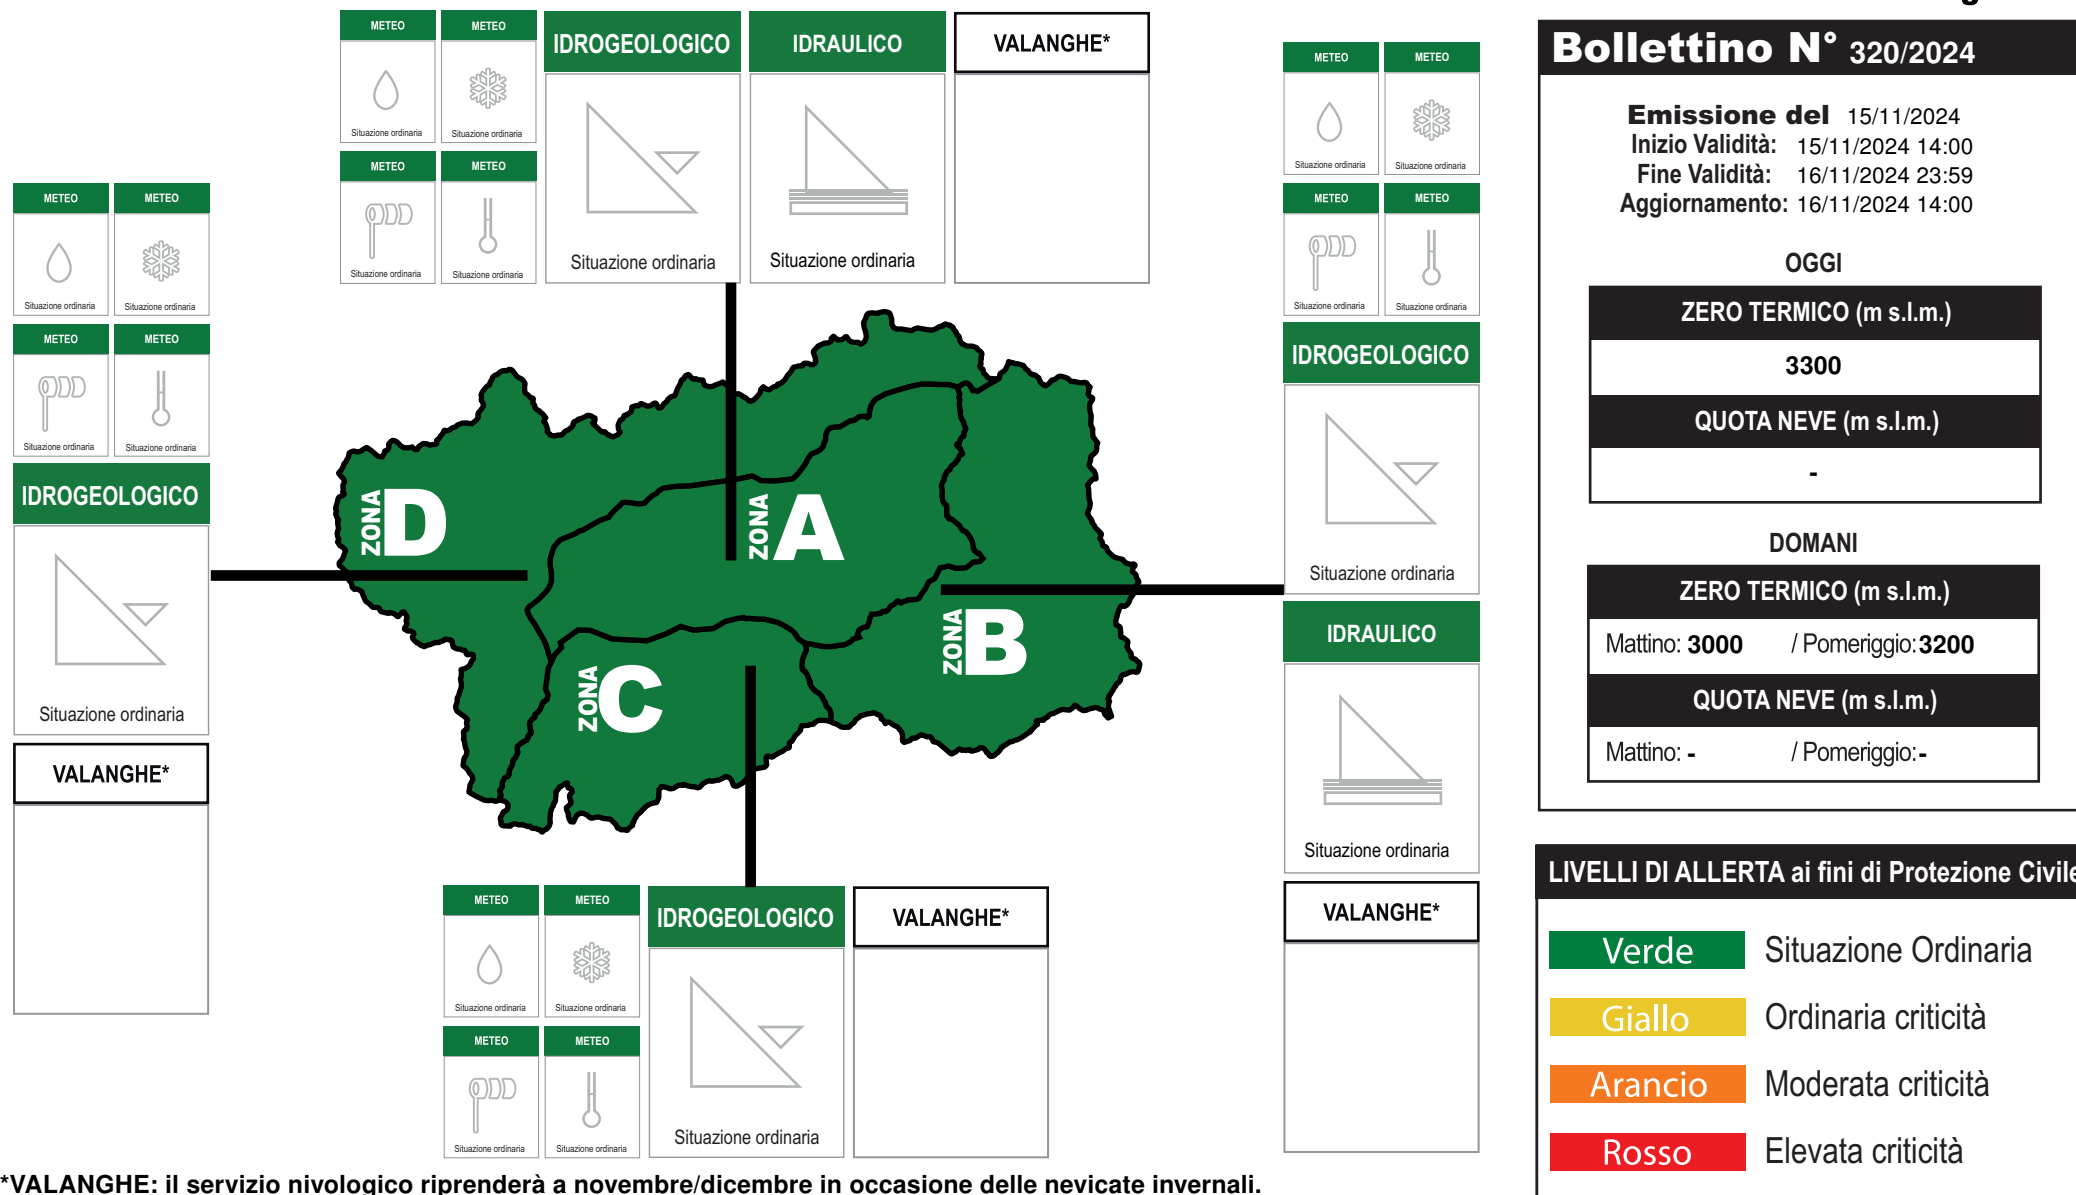 METEO METEO
Situazione ordinaria Situazione ordinaria
METEO METEO
Situazione ordinaria Situazione ordinaria
IDROGEOLOGICO
Situazione ordinaria
IDRAULICO
Situazione ordinaria
VALANGHE*
METEO METEO
Situazione ordinaria Situazione ordinaria
METEO METEO
Situazione ordinaria Situazione ordinaria
IDROGEOLOGICO
Situazione ordinaria
VALANGHE*
ZONA D
ZONA A
ZONA B
ZONA C
METEO METEO
Situazione ordinaria Situazione ordinaria
METEO METEO
Situazione ordinaria Situazione ordinaria
IDROGEOLOGICO
Situazione ordinaria
IDRAULICO
Situazione ordinaria
VALANGHE*
METEO METEO
Situazione ordinaria Situazione ordinaria
METEO METEO
Situazione ordinaria Situazione ordinaria
IDROGEOLOGICO
Situazione ordinaria
VALANGHE*
*VALANGHE: il servizio nivologico riprenderà a novembre/dicembre in occasione delle nevicate invernali.
Bollettino N° 320/2024
Emissione del 15/11/2024
Inizio Validità: 15/11/2024 14:00
Fine Validità: 16/11/2024 23:59
Aggiornamento: 16/11/2024 14:00
OGGI
ZERO TERMICO (m s.l.m.)
3300
QUOTA NEVE (m s.l.m.)
-
DOMANI
ZERO TERMICO (m s.l.m.)
Mattino: 3000 / Pomeriggio: 3200
QUOTA NEVE (m s.l.m.)
Mattino: - / Pomeriggio: -
LIVELLI DI ALLERTA ai fini di Protezione Civile
Verde Situazione Ordinaria
Giallo Ordinaria criticità
Arancio Moderata criticità
Rosso Elevata criticità